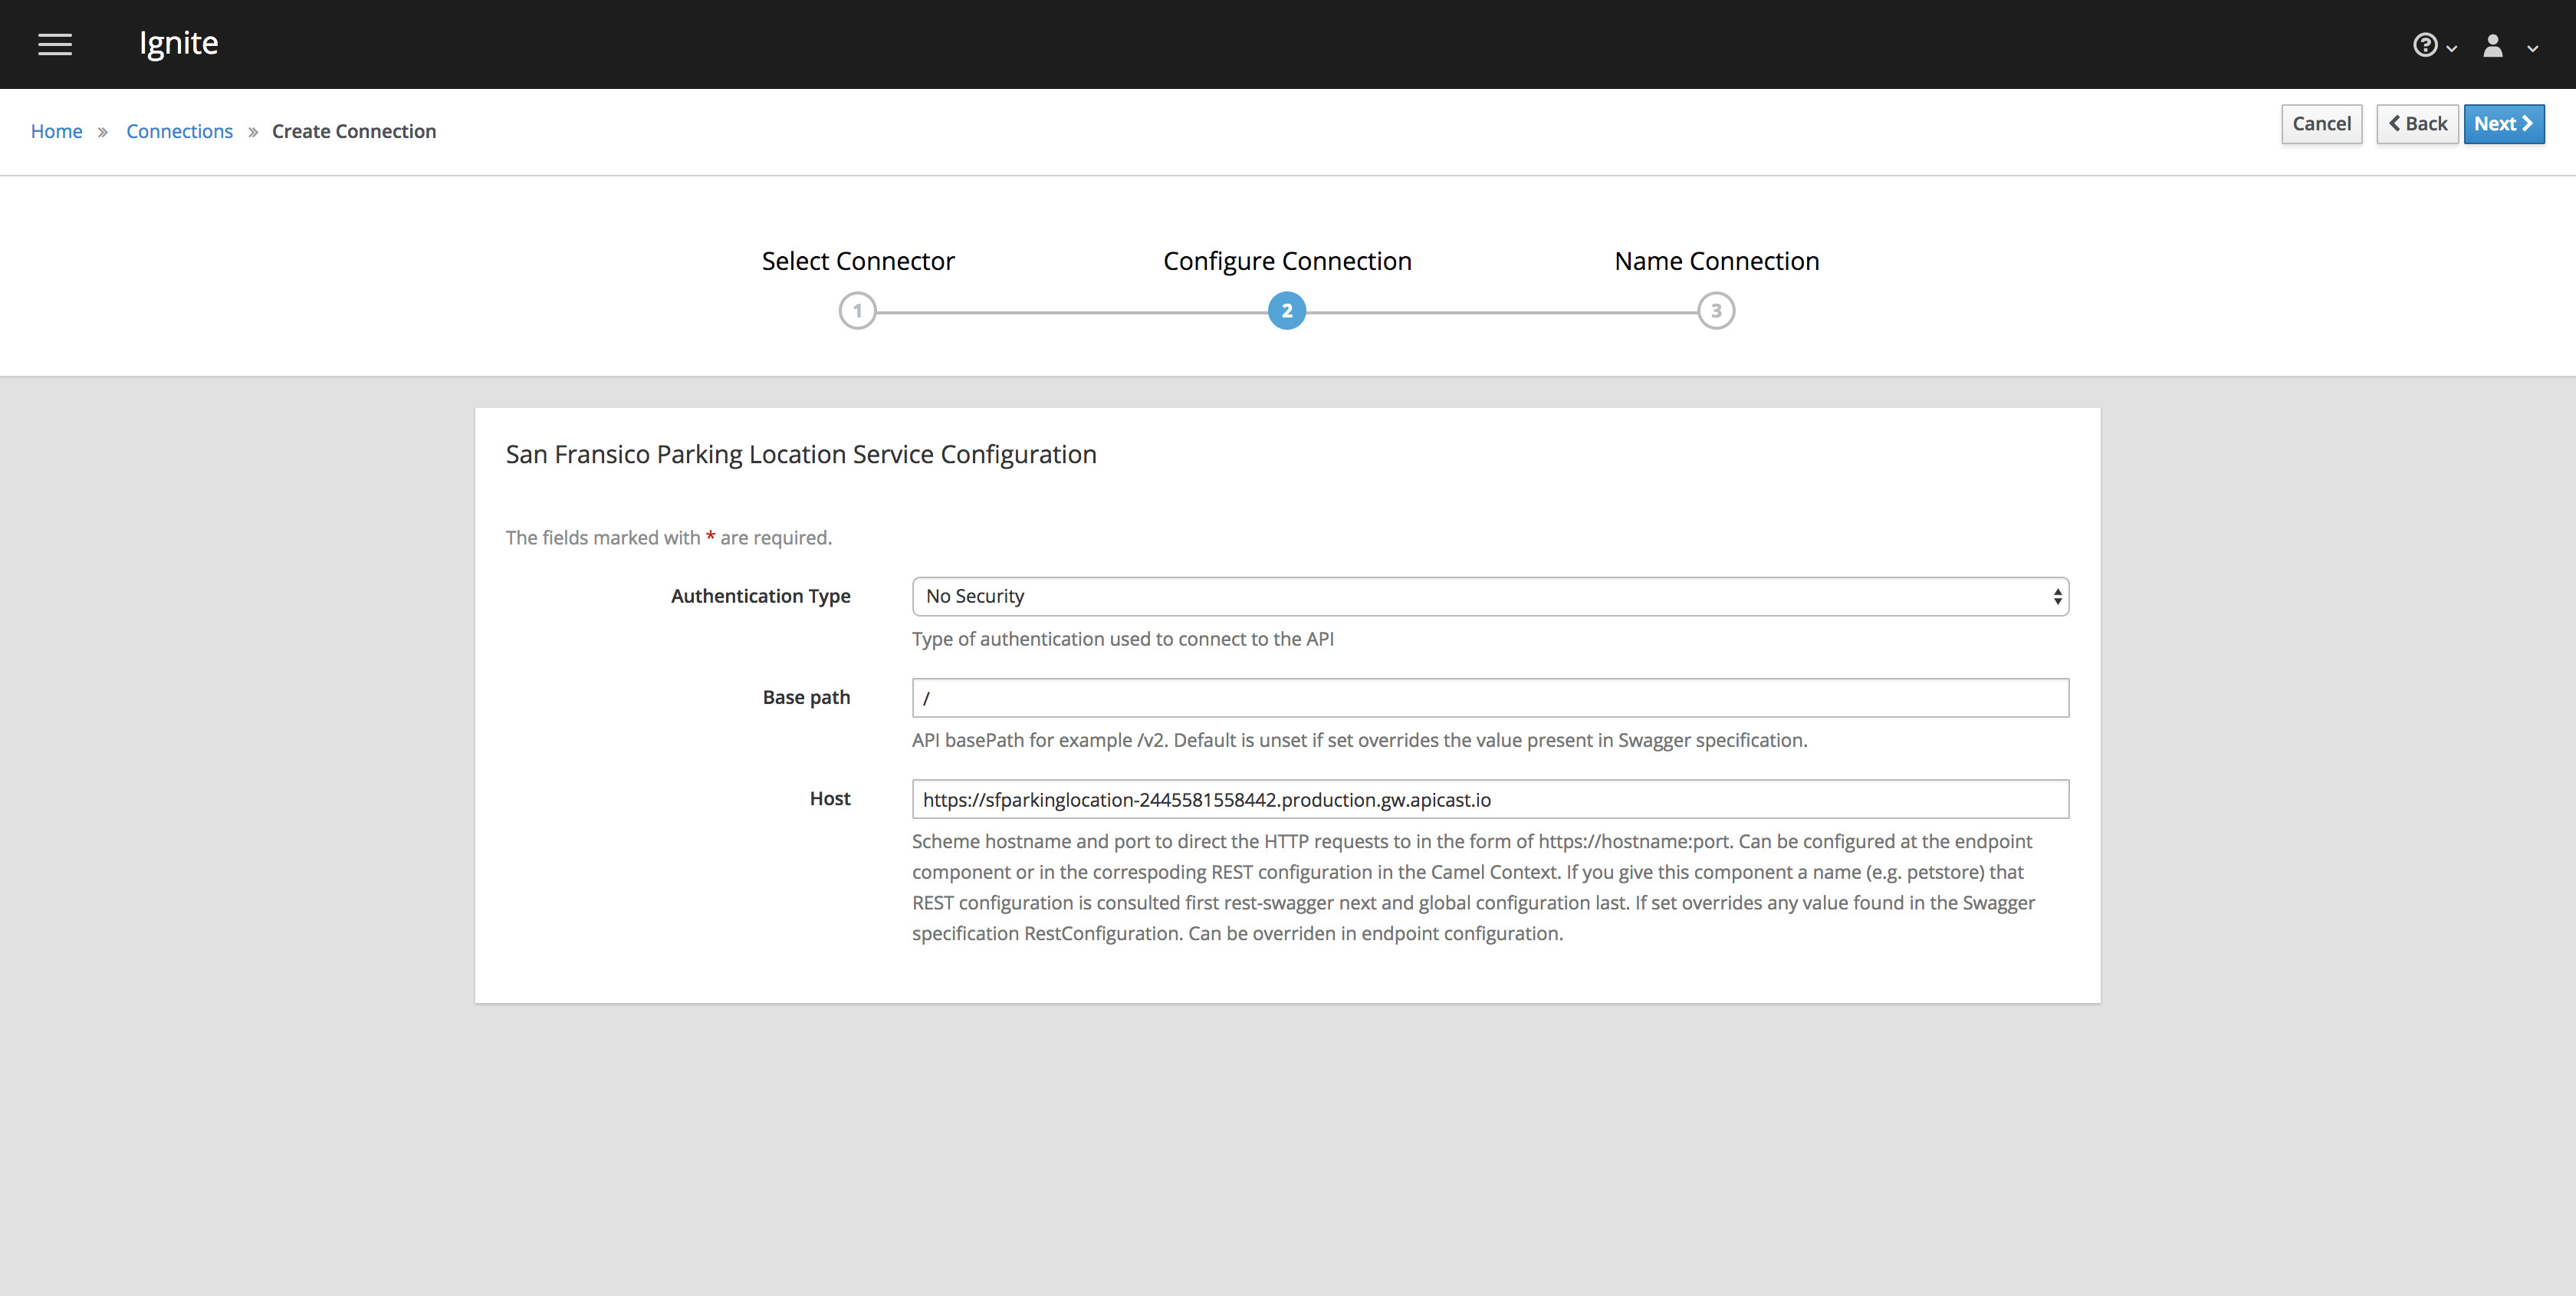 Ignite
Home » Connections » Create Connection
Cancel
Back
Next
Select Connector
Configure Connection
Name Connection
1
2
3
San Fransico Parking Location Service Configuration
The fields marked with * are required.
Authentication Type
No Security
Type of authentication used to connect to the API
Base path
/
API basePath for example /v2. Default is unset if set overrides the value present in Swagger specification.
Host
https://sfparkinglocation-2445581558442.production.gw.apicast.io
Scheme hostname and port to direct the HTTP requests to in the form of https://hostname:port. Can be configured at the endpoint
component or in the correspoding REST configuration in the Camel Context. If you give this component a name (e.g. petstore) that
REST configuration is consulted first rest-swagger next and global configuration last. If set overrides any value found in the Swagger
specification RestConfiguration. Can be overriden in endpoint configuration.